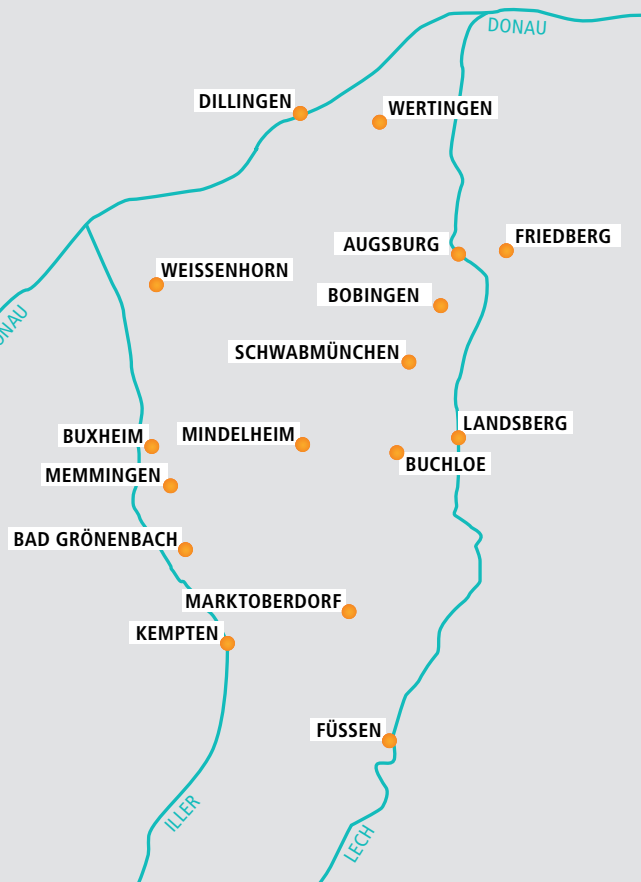 DONAU
DILLINGEN
WERTINGEN
AUGSBURG
FRIEDBERG
WEISSENHORN
BOBINGEN
ONAU
SCHWABMÜNCHEN
LANDSBERG
BUXHEIM
MINDELHEIM
BUCHLOE
MEMMINGEN
BAD GRÖNENBACH
MARKTOBERDORF
KEMPTEN
FÜSSEN
ILLER
LECH